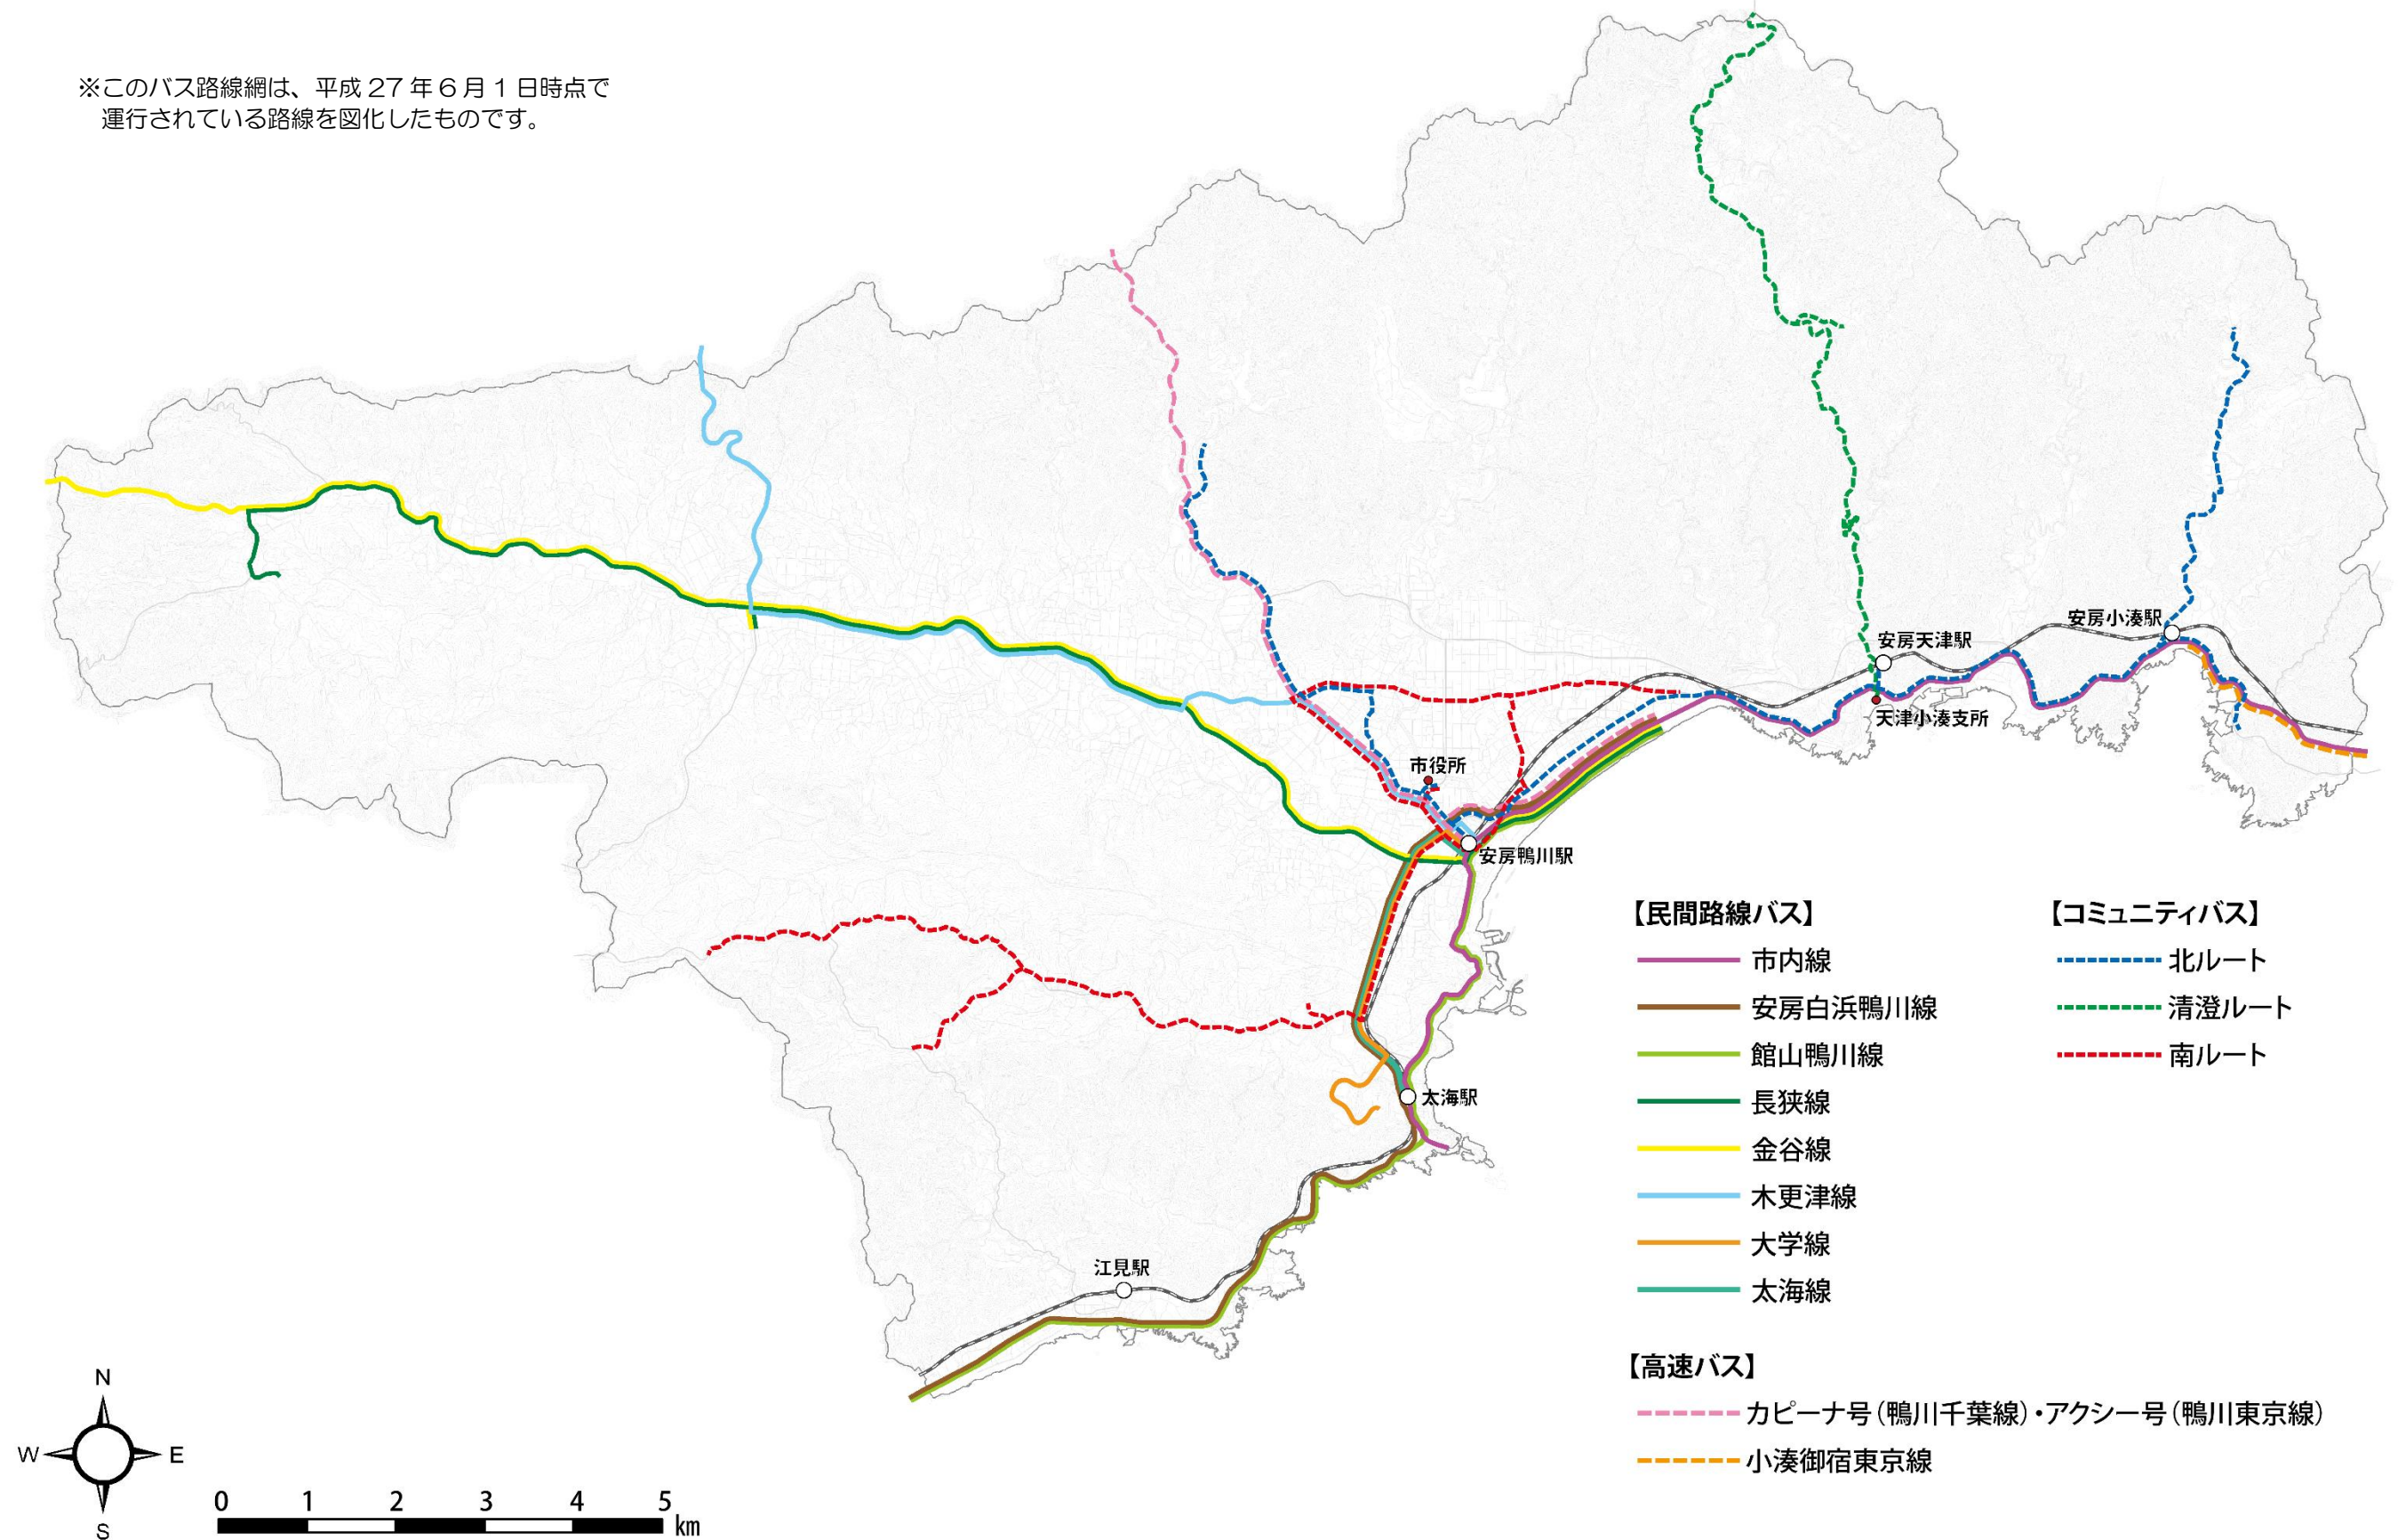 ※このバス路線網は、平成27年6月1日時点で
運行されている路線を図化したものです。
安房小湊駅
安房天津駅
天津小湊支所
市役所
安房鴨川駅
太海駅
江見駅
【民間路線バス】
市内線
安房白浜鴨川線
館山鴨川線
長狭線
金谷線
木更津線
大学線
太海線
【コミュニティバス】
北ルート
清澄ルート
南ルート
【高速バス】
カピーナ号(鴨川千葉線)・アクシー号(鴨川東京線)
小湊御宿東京線
N
W E
S
0 1 2 3 4 5
km